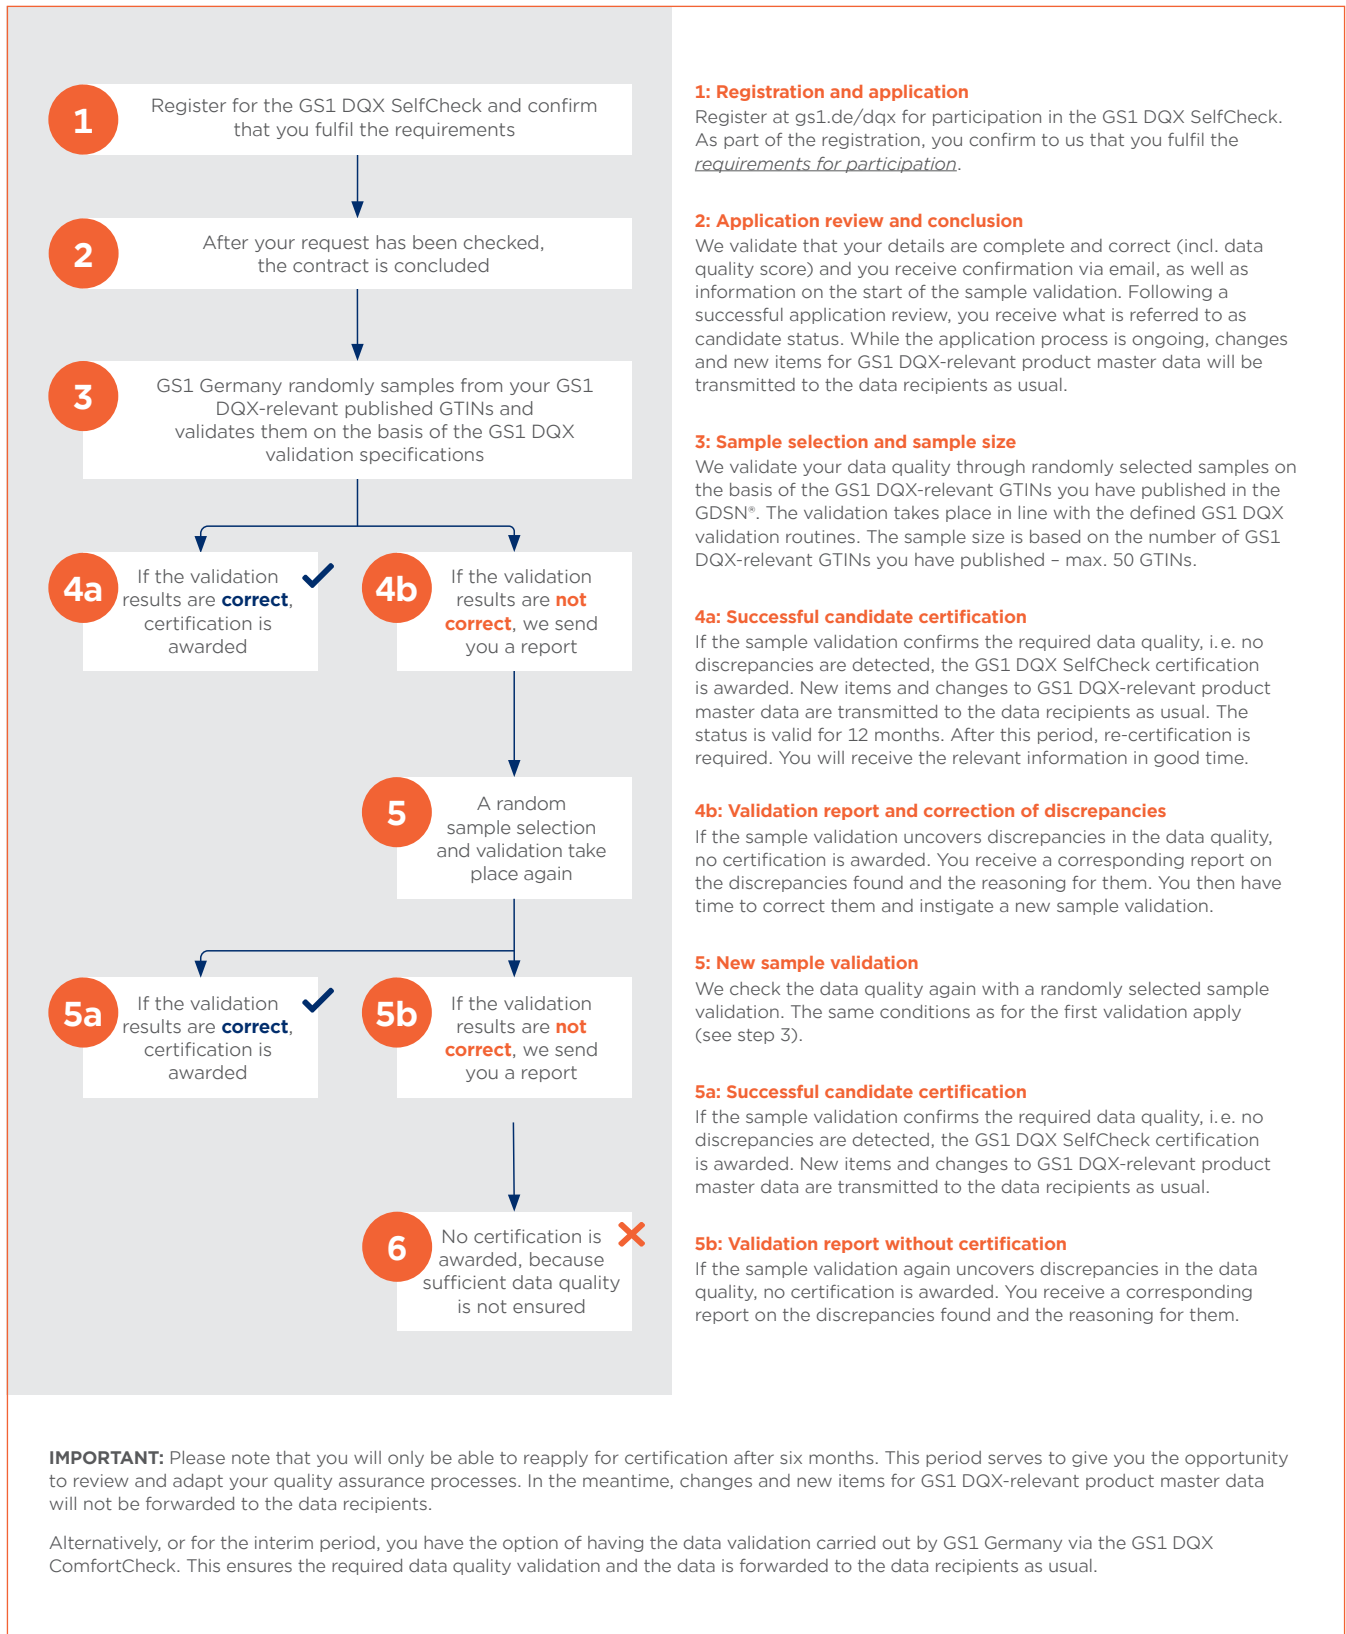 1
Register for the GS1 DQX SelfCheck and confirm
that you fulfil the requirements
2
After your request has been checked,
the contract is concluded
3
GS1 Germany randomly samples from your GS1
DQX-relevant published GTINs and
validates them on the basis of the GS1 DQX
validation specifications
4a
If the validation
results are correct,
certification is
awarded
4b
If the validation
results are not
correct, we send
you a report
5
A random
sample selection
and validation take
place again
5a
If the validation
results are correct,
certification is
awarded
5b
If the validation
results are not
correct, we send
you a report
6
No certification is
awarded, because
sufficient data quality
is not ensured
1: Registration and application
Register at gs1.de/dqx for participation in the GS1 DQX SelfCheck.
As part of the registration, you confirm to us that you fulfil the
requirements for participation.
2: Application review and conclusion
We validate that your details are complete and correct (incl. data
quality score) and you receive confirmation via email, as well as
information on the start of the sample validation. Following a
successful application review, you receive what is referred to as
candidate status. While the application process is ongoing, changes
and new items for GS1 DQX-relevant product master data will be
transmitted to the data recipients as usual.
3: Sample selection and sample size
We validate your data quality through randomly selected samples on
the basis of the GS1 DQX-relevant GTINs you have published in the
GDSN®. The validation takes place in line with the defined GS1 DQX
validation routines. The sample size is based on the number of GS1
DQX-relevant GTINs you have published – max. 50 GTINs.
4a: Successful candidate certification
If the sample validation confirms the required data quality, i. e. no
discrepancies are detected, the GS1 DQX SelfCheck certification
is awarded. New items and changes to GS1 DQX-relevant product
master data are transmitted to the data recipients as usual. The
status is valid for 12 months. After this period, re-certification is
required. You will receive the relevant information in good time.
4b: Validation report and correction of discrepancies
If the sample validation uncovers discrepancies in the data quality,
no certification is awarded. You receive a corresponding report on
the discrepancies found and the reasoning for them. You then have
time to correct them and instigate a new sample validation.
5: New sample validation
We check the data quality again with a randomly selected sample
validation. The same conditions as for the first validation apply
(see step 3).
5a: Successful candidate certification
If the sample validation confirms the required data quality, i. e. no
discrepancies are detected, the GS1 DQX SelfCheck certification
is awarded. New items and changes to GS1 DQX-relevant product
master data are transmitted to the data recipients as usual.
5b: Validation report without certification
If the sample validation again uncovers discrepancies in the data
quality, no certification is awarded. You receive a corresponding
report on the discrepancies found and the reasoning for them.
IMPORTANT: Please note that you will only be able to reapply for certification after six months. This period serves to give you the opportunity
to review and adapt your quality assurance processes. In the meantime, changes and new items for GS1 DQX-relevant product master data
will not be forwarded to the data recipients.
Alternatively, or for the interim period, you have the option of having the data validation carried out by GS1 Germany via the GS1 DQX
ComfortCheck. This ensures the required data quality validation and the data is forwarded to the data recipients as usual.